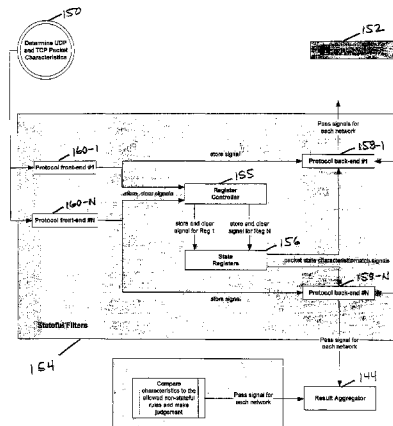 150
152
Determine UDP
and TCP Packet
Characteristics
Pass signals for
each network
160-1
158-1
Protocol front-end #1
store signal
Protocol back-end #1
155
store, clear signals
Register
Controller
160-N
Protocol front-end #N
store and clear
signal for Reg 1
store and clear
signal for Reg N
156
State
Registers
packet state characteristic match signals
158-N
Protocol back-end #N
store signal
Stateful Filters
154
Pass signal for
each network
144
Compare
characteristics to the
allowed non-stateful
rules and make
judgement
Pass signal for
each network
Result Aggregator